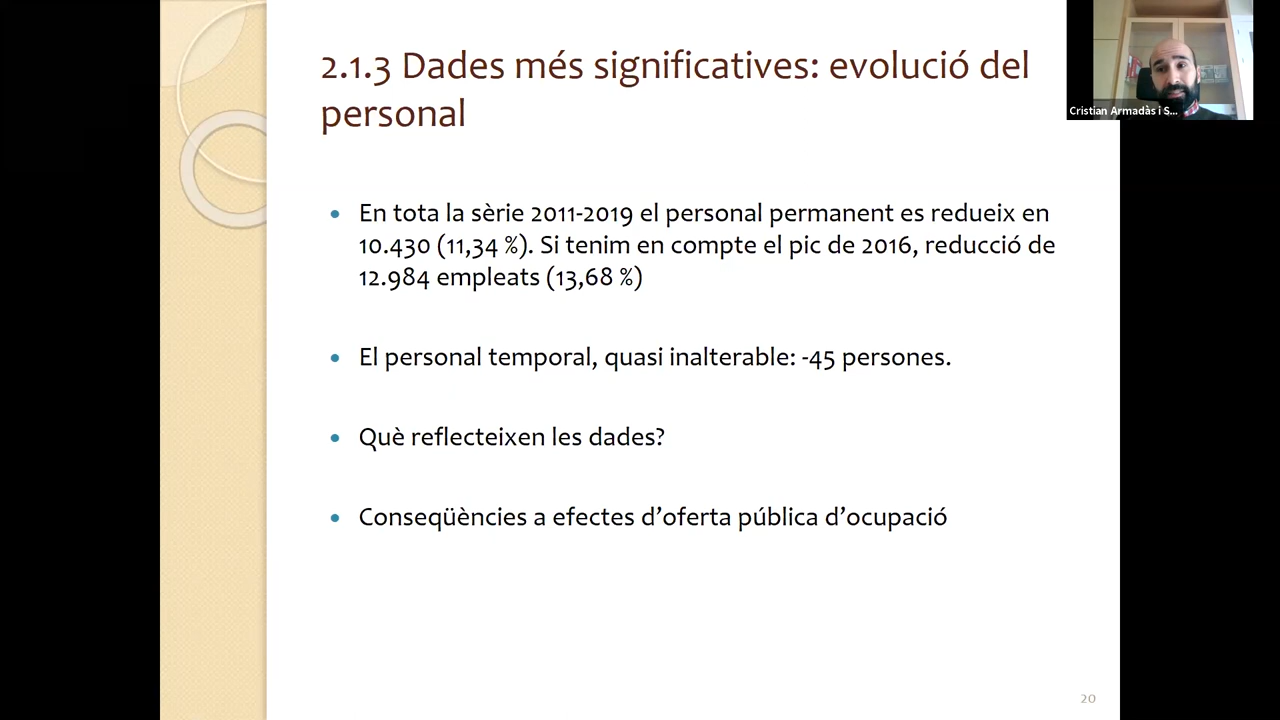 2.1.3 Dades més significatives: evolució del
personal
Cristian Armadàs i S...
En tota la sèrie 2011-2019 el personal permanent es redueix en
10.430 (11,34 %). Si tenim en compte el pic de 2016, reducció de
12.984 empleats (13,68 %)
El personal temporal, quasi inalterable: -45 persones.
Què reflecteixen les dades?
Conseqüències a efectes d’oferta pública d’ocupació
20